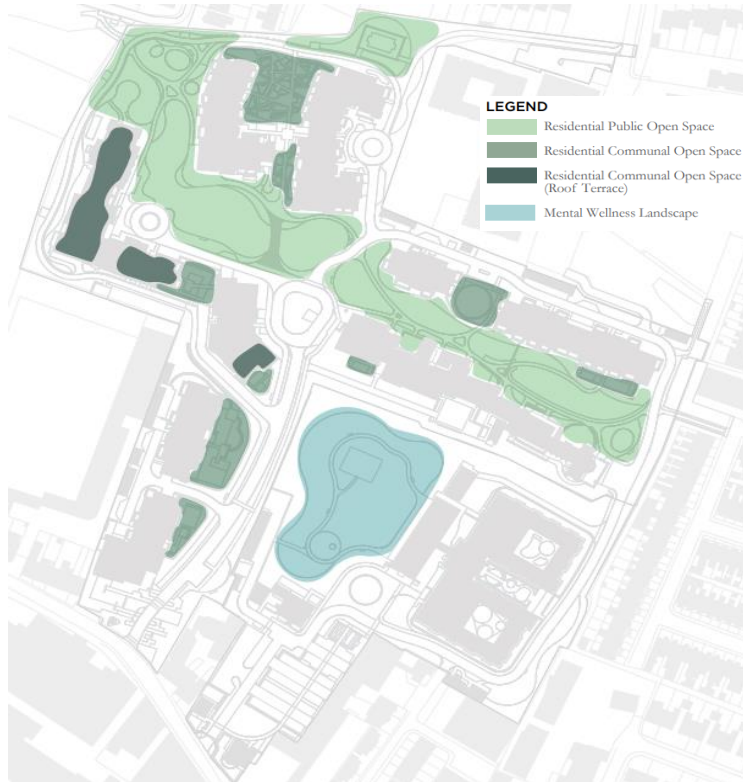 LEGEND
Residential Public Open Space
Residential Communal Open Space
Residential Communal Open Space
(Roof Terrace)
Mental Wellness Landscape